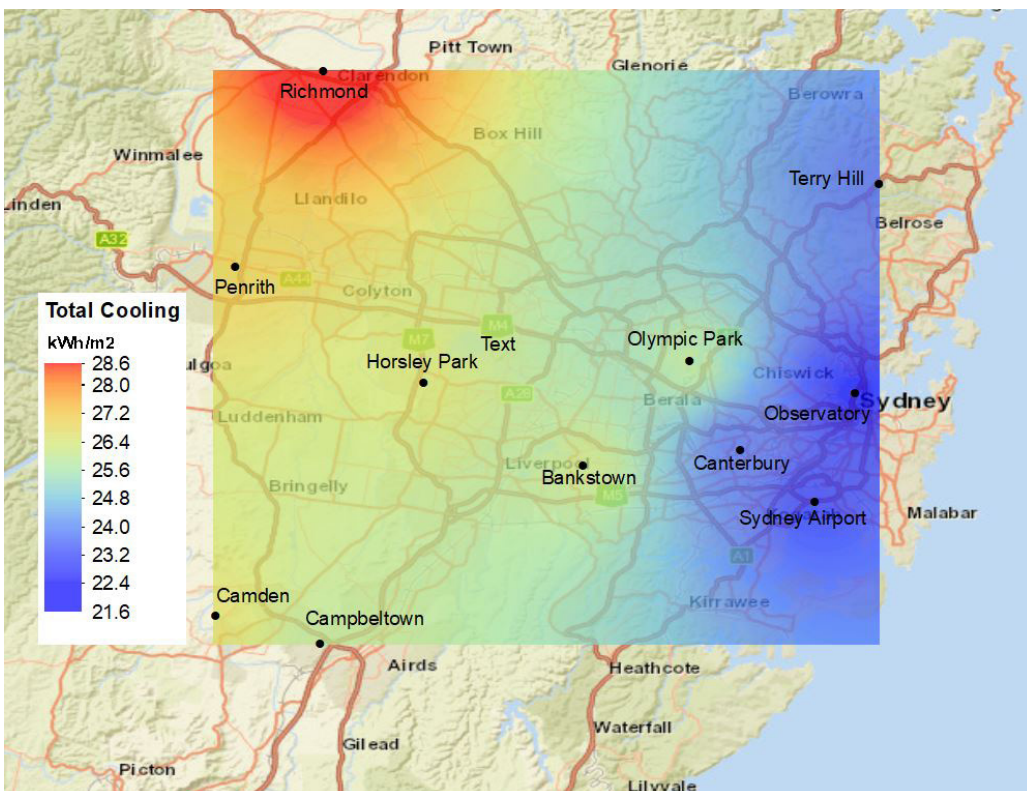 Pitt Town
Glenorie
Clarendon
Richmond
Berowra
Box Hill
Winmalee
Terry Hill
Llandilo
Linden
Belrose
A32
Penrith
A44
Colyton
Total Cooling
kWh/m2
28.6
28.0
27.2
26.4
25.6
24.8
24.0
23.2
22.4
21.6
M4
M7
Text
Olympic Park
Horsley Park
ulgoa
Chiswick
A28
Berala
Sydney
Observatory
Luddenham
Liverpool
Canterbury
Bankstown
Bringelly
M5
Sydney Airport
Malabar
A1
Camden
Kirrawee
Campbeltown
Airds
Heathcote
Waterfall
Gilead
Picton
Lilyvale